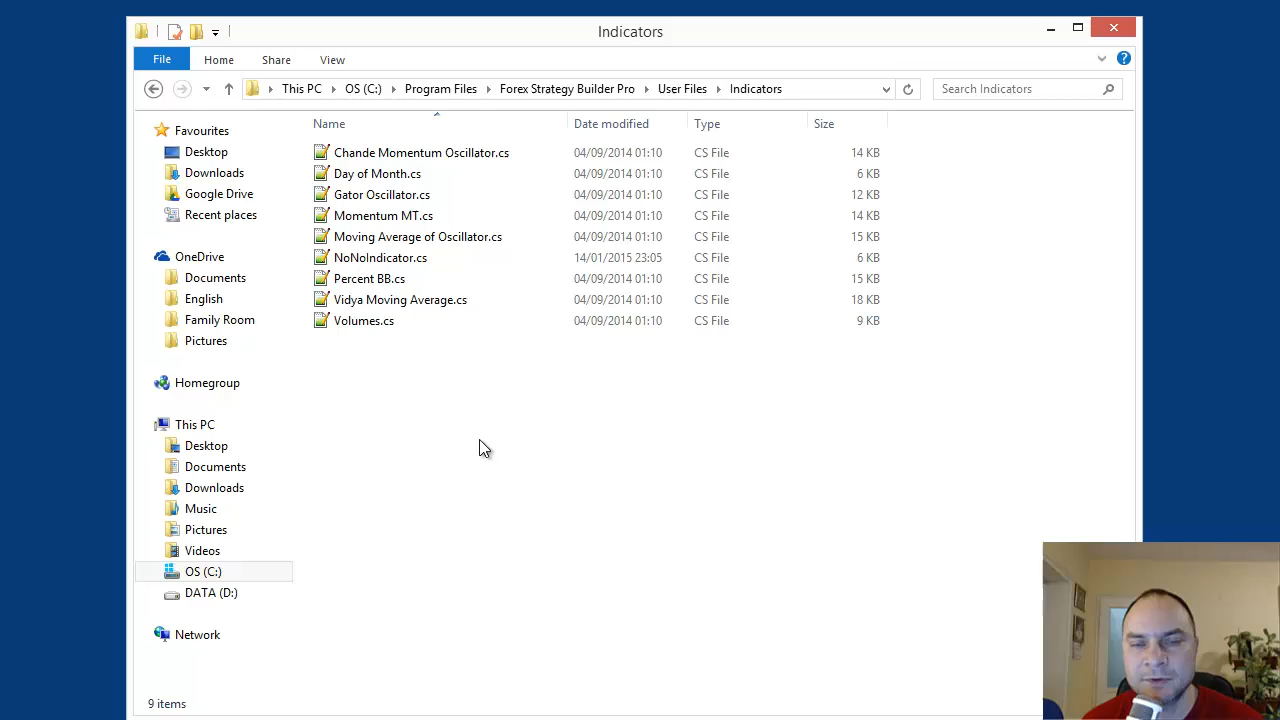 Indicators
File Home Share View
This PC OS (C:) Program Files Forex Strategy Builder Pro User Files Indicators Search Indicators
Name Date modified Type Size
Favourites
Desktop
Downloads
Google Drive
Recent places
OneDrive
Documents
English
Family Room
Pictures
Homegroup
This PC
Desktop
Documents
Downloads
Music
Pictures
Videos
OS (C:)
DATA (D:)
Network
Chande Momentum Oscillator.cs 04/09/2014 01:10 CS File 14 KB
Day of Month.cs 04/09/2014 01:10 CS File 6 KB
Gator Oscillator.cs 04/09/2014 01:10 CS File 12 KB
Momentum MT.cs 04/09/2014 01:10 CS File 14 KB
Moving Average of Oscillator.cs 04/09/2014 01:10 CS File 15 KB
NoNoIndicator.cs 14/01/2015 23:05 CS File 6 KB
Percent BB.cs 04/09/2014 01:10 CS File 15 KB
Vidya Moving Average.cs 04/09/2014 01:10 CS File 18 KB
Volumes.cs 04/09/2014 01:10 CS File 9 KB
9 items